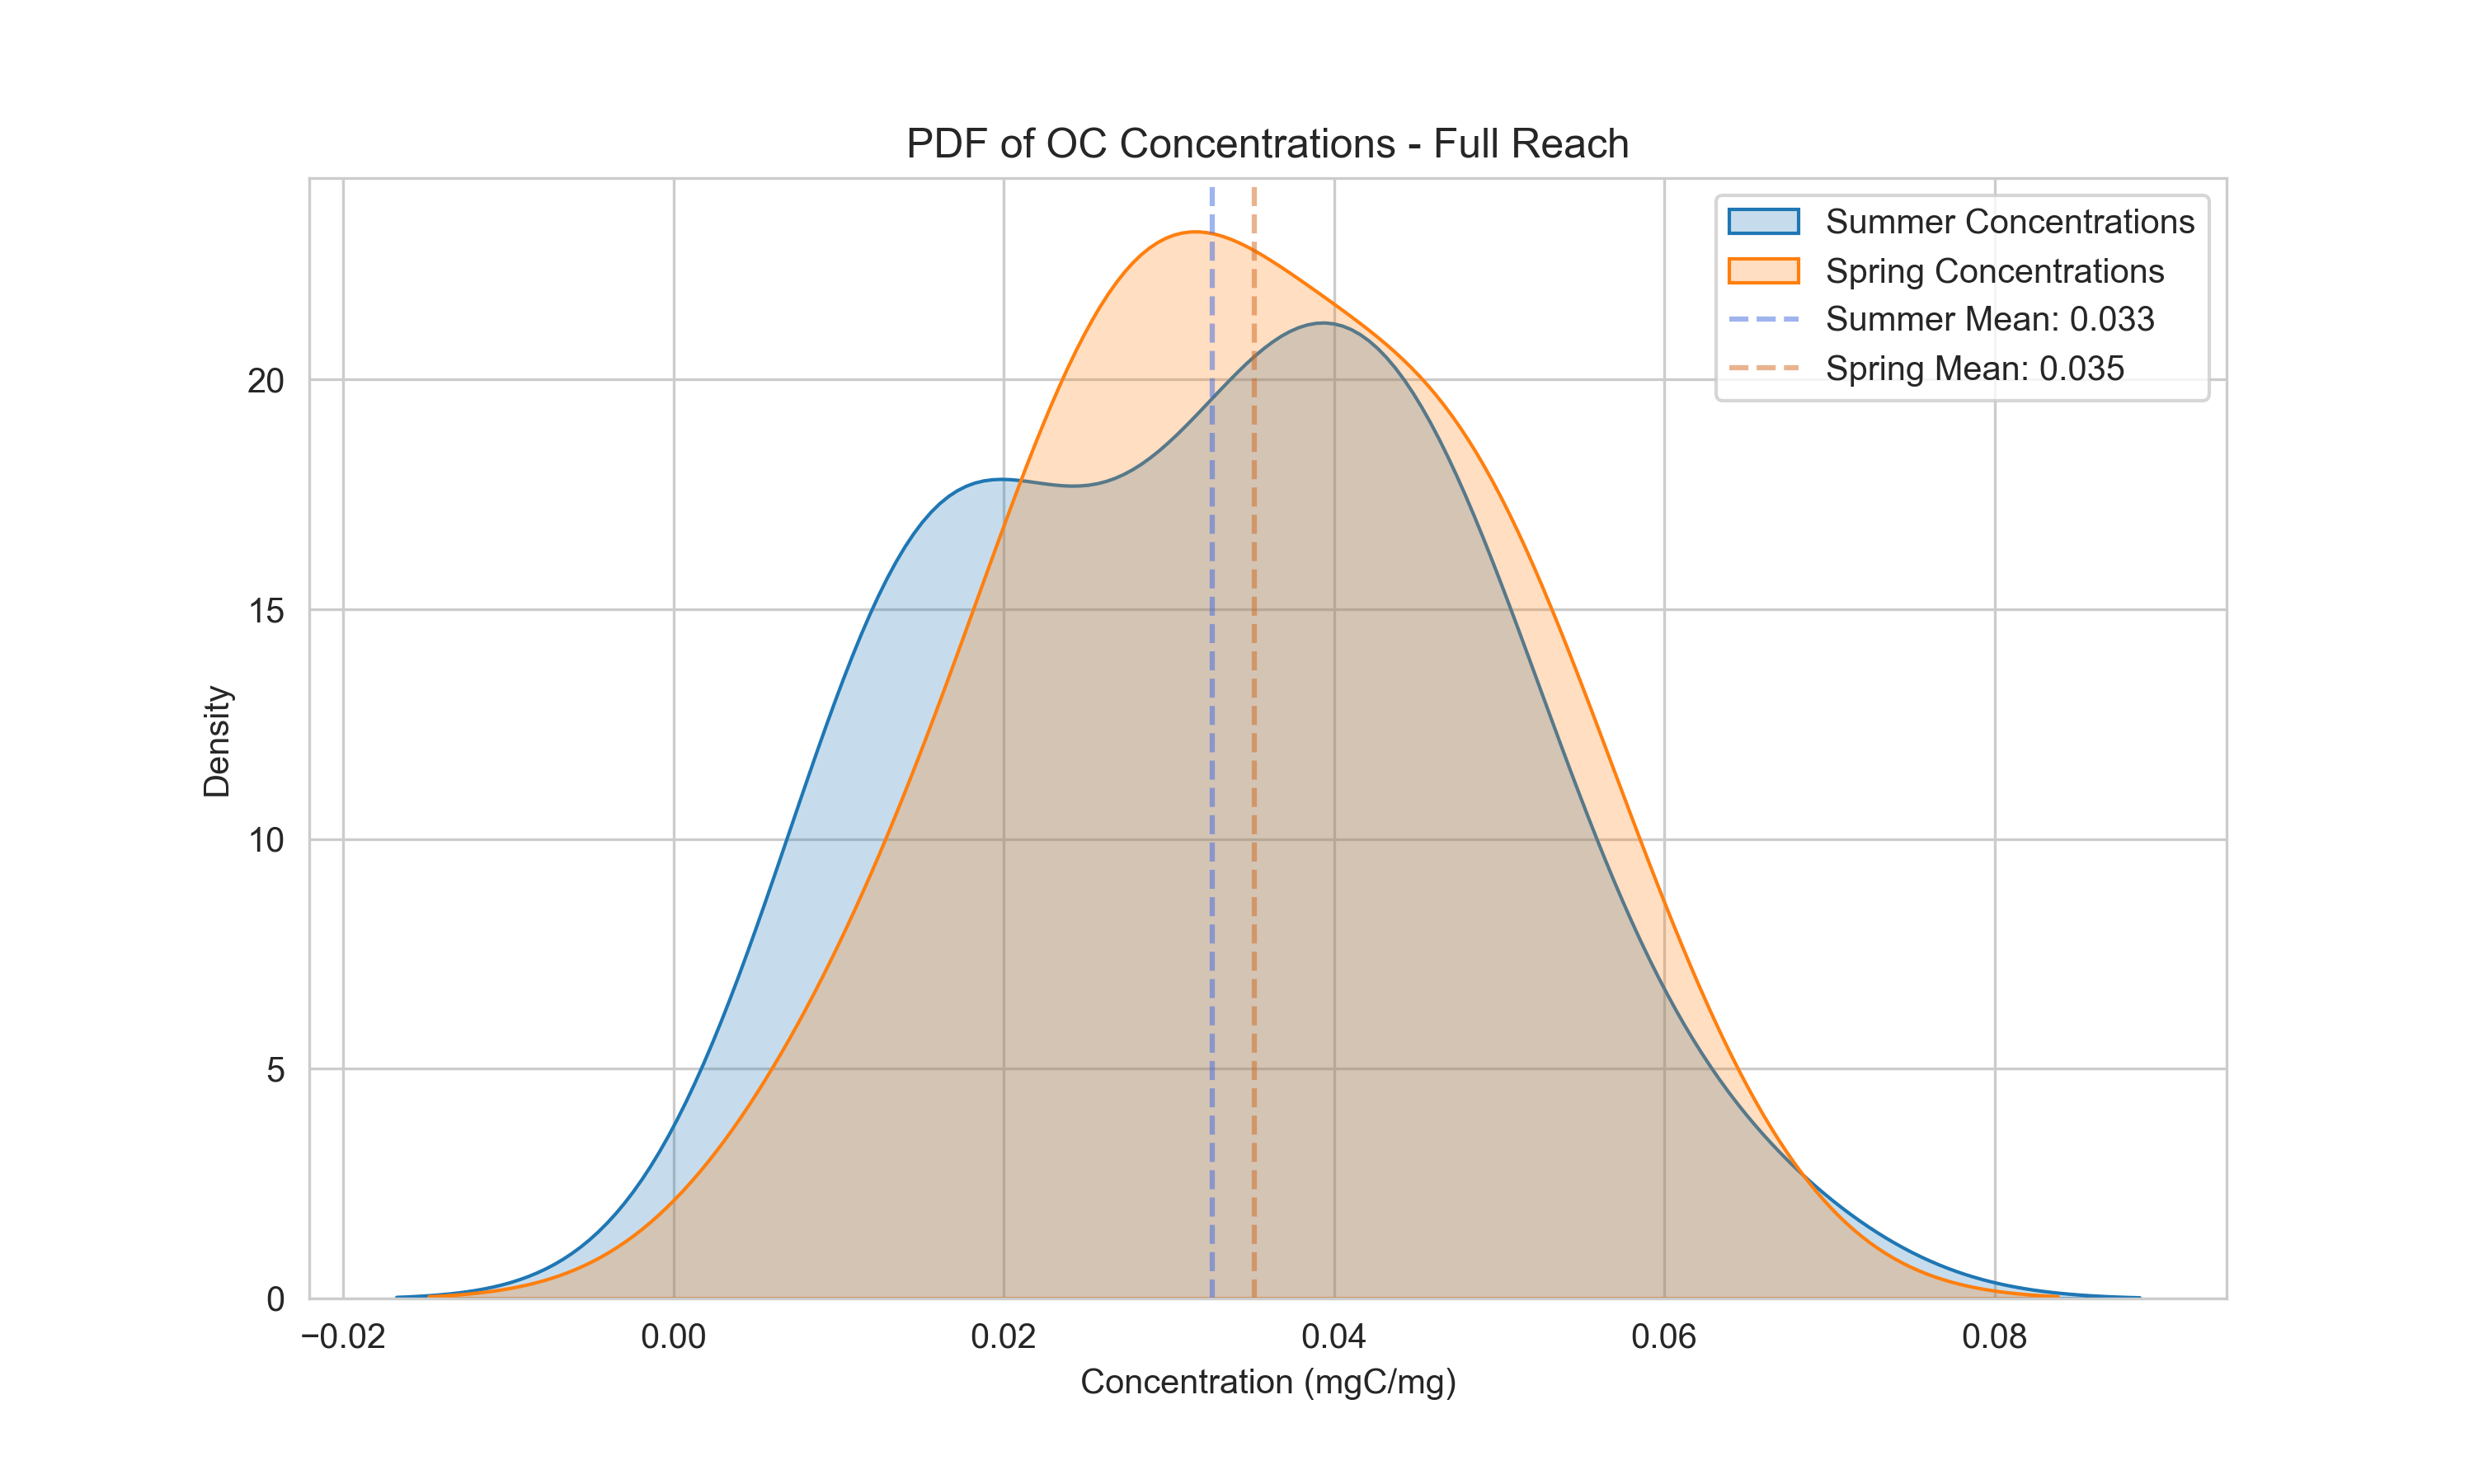 PDF of OC Concentrations - Full Reach
Summer Concentrations
Spring Concentrations
Summer Mean: 0.033
Spring Mean: 0.035
Density
20
15
10
5
0
−0.02
0.00
0.02
0.04
0.06
0.08
Concentration (mgC/mg)